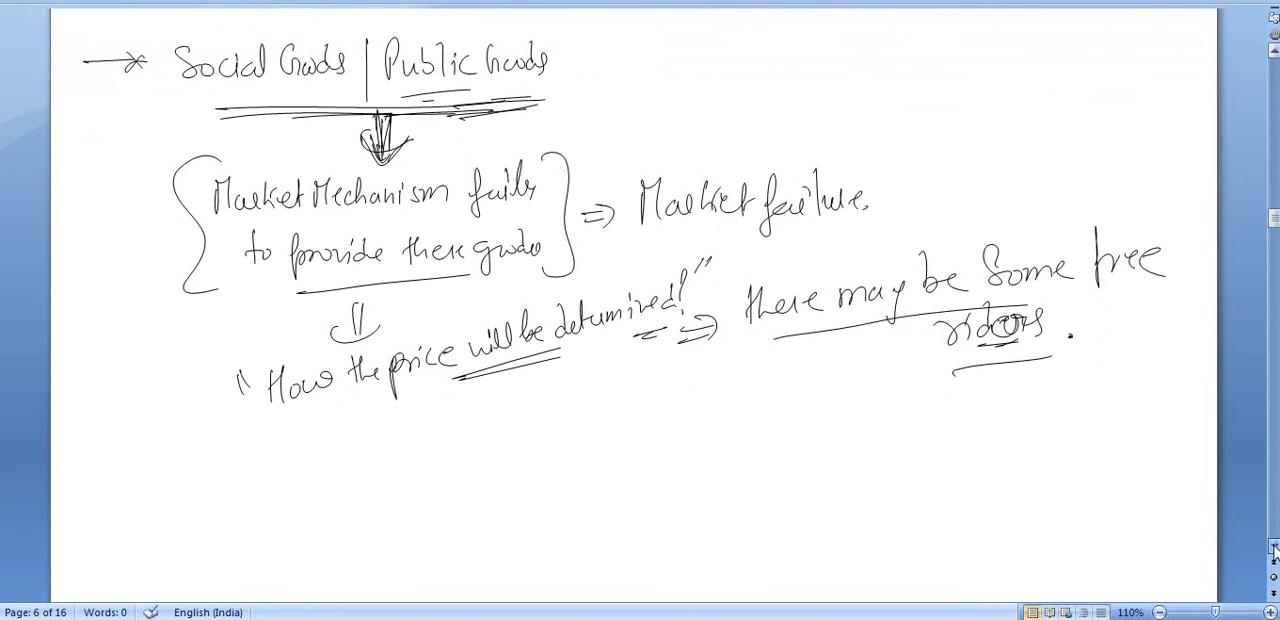 →* Social Goods | Public Goods
{ Market Mechanism fails
to provide these goods } ⇒ Market failure.
"How the price will be determined?" ⇒ there may be some free
riders.
Page: 6 of 16 Words: 0 English (India) 110%